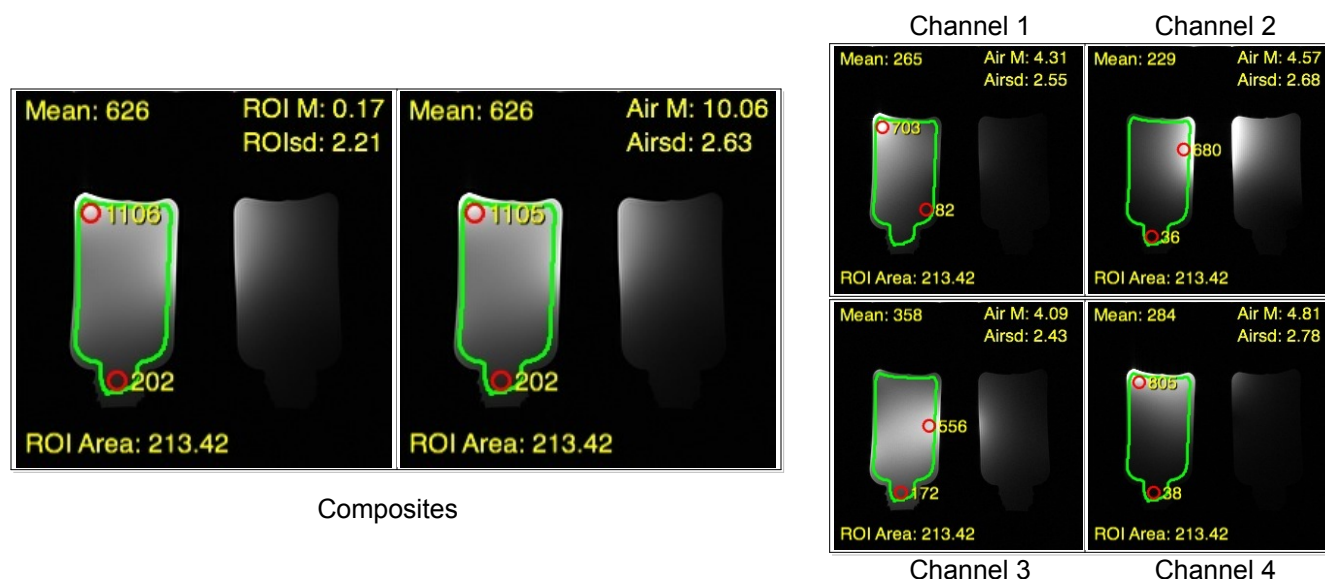 Channel 1
Channel 2
Mean: 626
ROI M: 0.17
ROIsd: 2.21
1106
202
ROI Area: 213.42
Mean: 626
Air M: 10.06
Airsd: 2.63
1105
202
ROI Area: 213.42
Composites
Mean: 265
Air M: 4.31
Airsd: 2.55
703
82
ROI Area: 213.42
Mean: 229
Air M: 4.57
Airsd: 2.68
680
36
ROI Area: 213.42
Mean: 358
Air M: 4.09
Airsd: 2.43
556
172
ROI Area: 213.42
Mean: 284
Air M: 4.81
Airsd: 2.78
805
38
ROI Area: 213.42
Channel 3
Channel 4